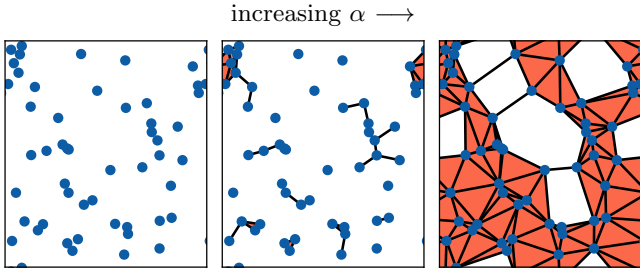 increasing α ⟶